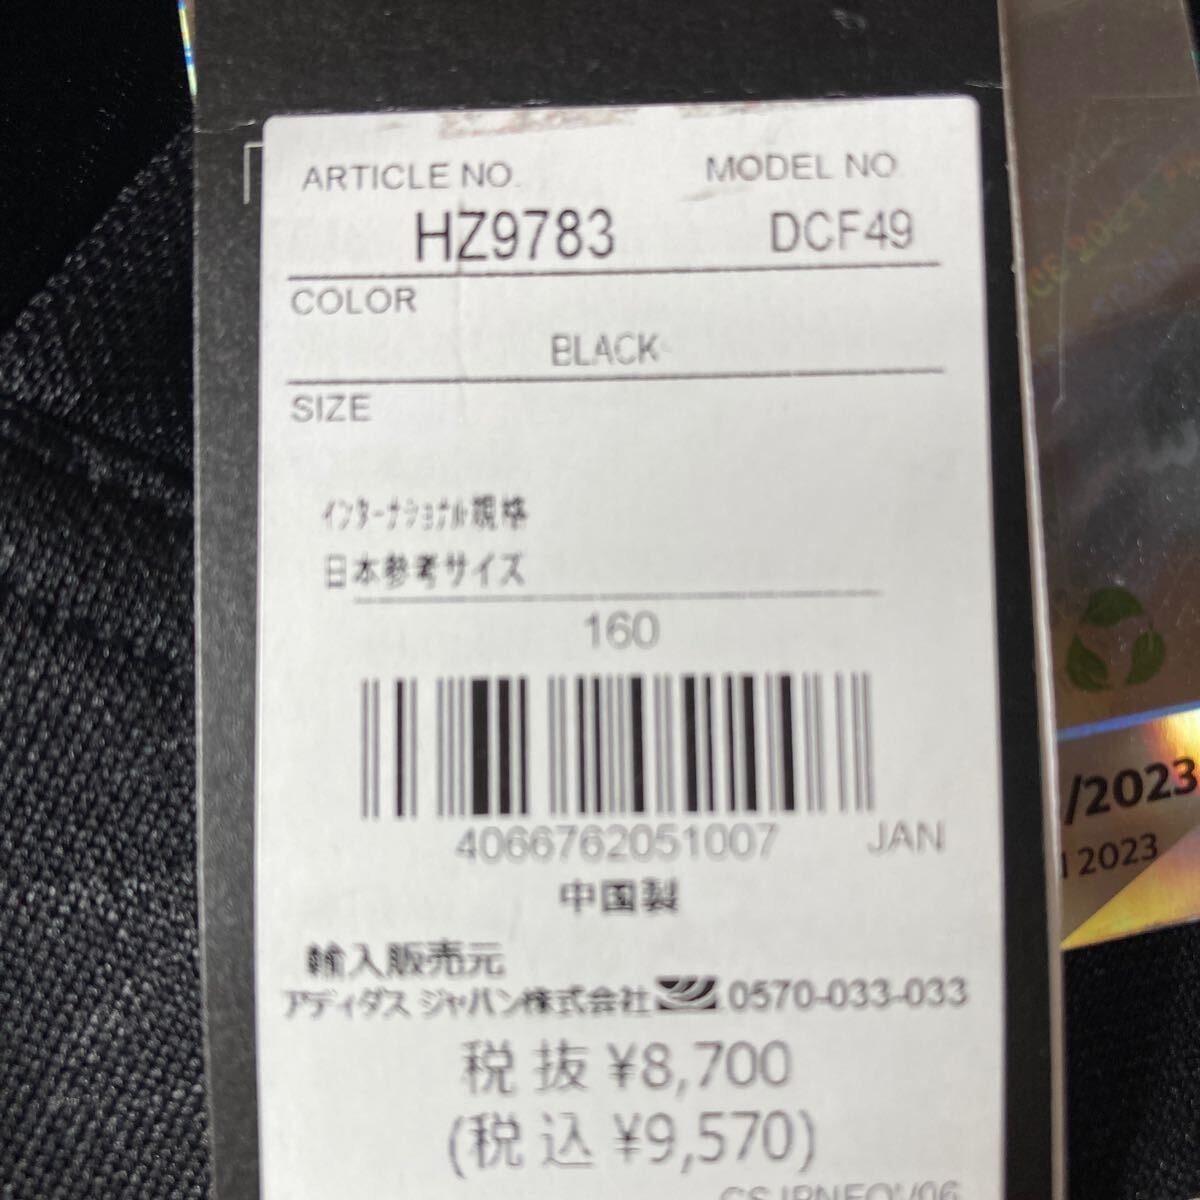 ARTICLE NO. MODEL NO
HZ9783 DCF49
COLOR
BLACK
SIZE
インターナショナル規格
日本参考サイズ
160
4066762051007 JAN
中国製
輸入販売元
アディダス ジャパン株式会社 0570-033-033
税抜 ¥8,700
(税込 ¥9,570)
/2023
2023